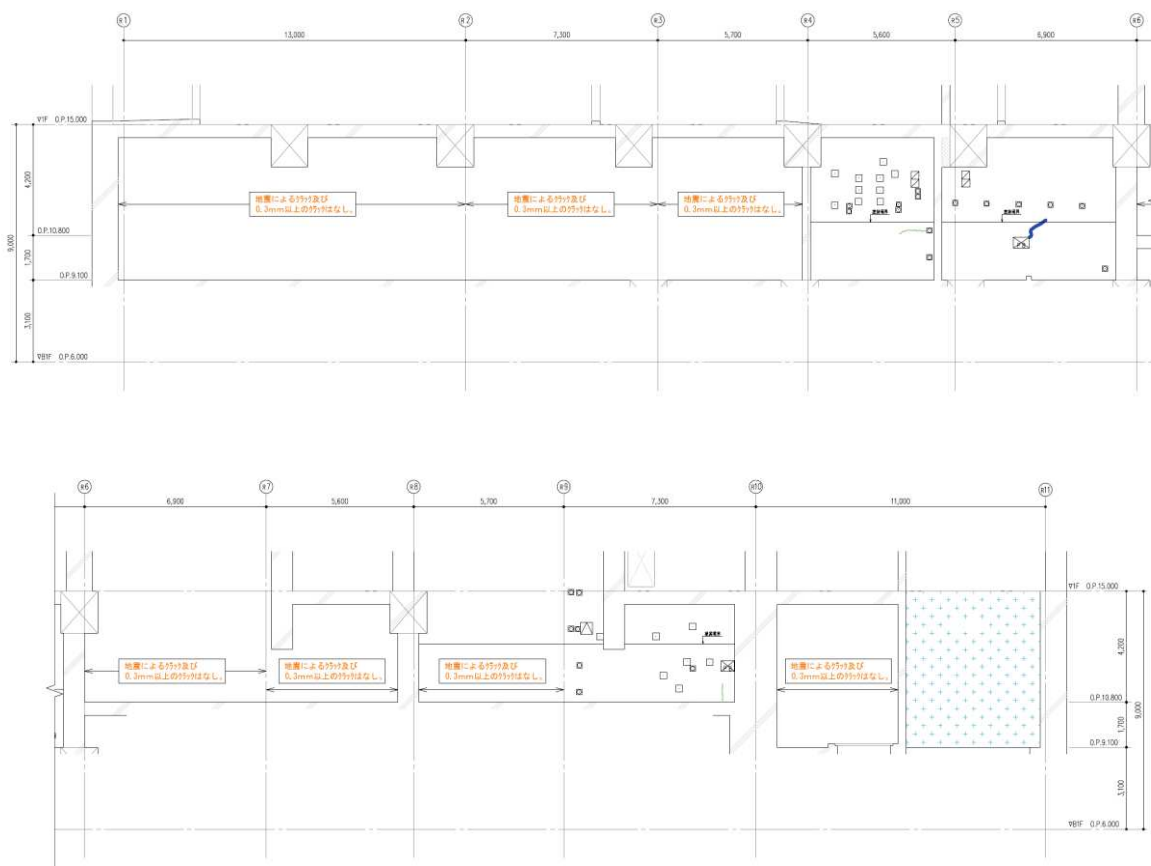 R1 R2 R3 R4 R5 R6
13,000 7,300 5,700 5,600 6,900
▽1F O.P.15.000
地震によるｸﾗｯｸ及び
0.3mm以上のｸﾗｯｸはなし。
地震によるｸﾗｯｸ及び
0.3mm以上のｸﾗｯｸはなし。
地震によるｸﾗｯｸ及び
0.3mm以上のｸﾗｯｸはなし。
4,200
9,000
O.P.10.800
1,700
O.P.9.100
3,100
▽B1F O.P.6.000
R6 R7 R8 R9 R10 R11
6,900 5,600 5,700 7,300 11,000
▽1F O.P.15.000
地震によるｸﾗｯｸ及び
0.3mm以上のｸﾗｯｸはなし。
地震によるｸﾗｯｸ及び
0.3mm以上のｸﾗｯｸはなし。
地震によるｸﾗｯｸ及び
0.3mm以上のｸﾗｯｸはなし。
地震によるｸﾗｯｸ及び
0.3mm以上のｸﾗｯｸはなし。
4,200
9,000
O.P.10.800
1,700
O.P.9.100
3,100
▽B1F O.P.6.000